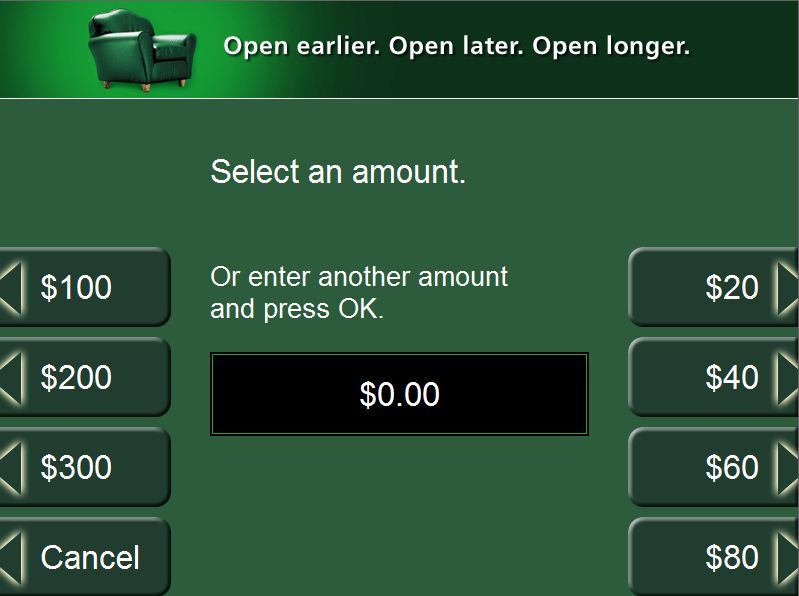 Open earlier. Open later. Open longer.
Select an amount.
Or enter another amount
and press OK.
$0.00
$100
$200
$300
Cancel
$20
$40
$60
$80